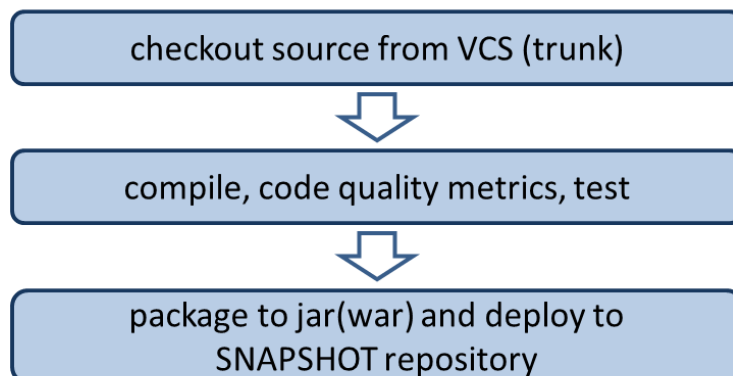 checkout source from VCS (trunk)
compile, code quality metrics, test
package to jar(war) and deploy to
SNAPSHOT repository